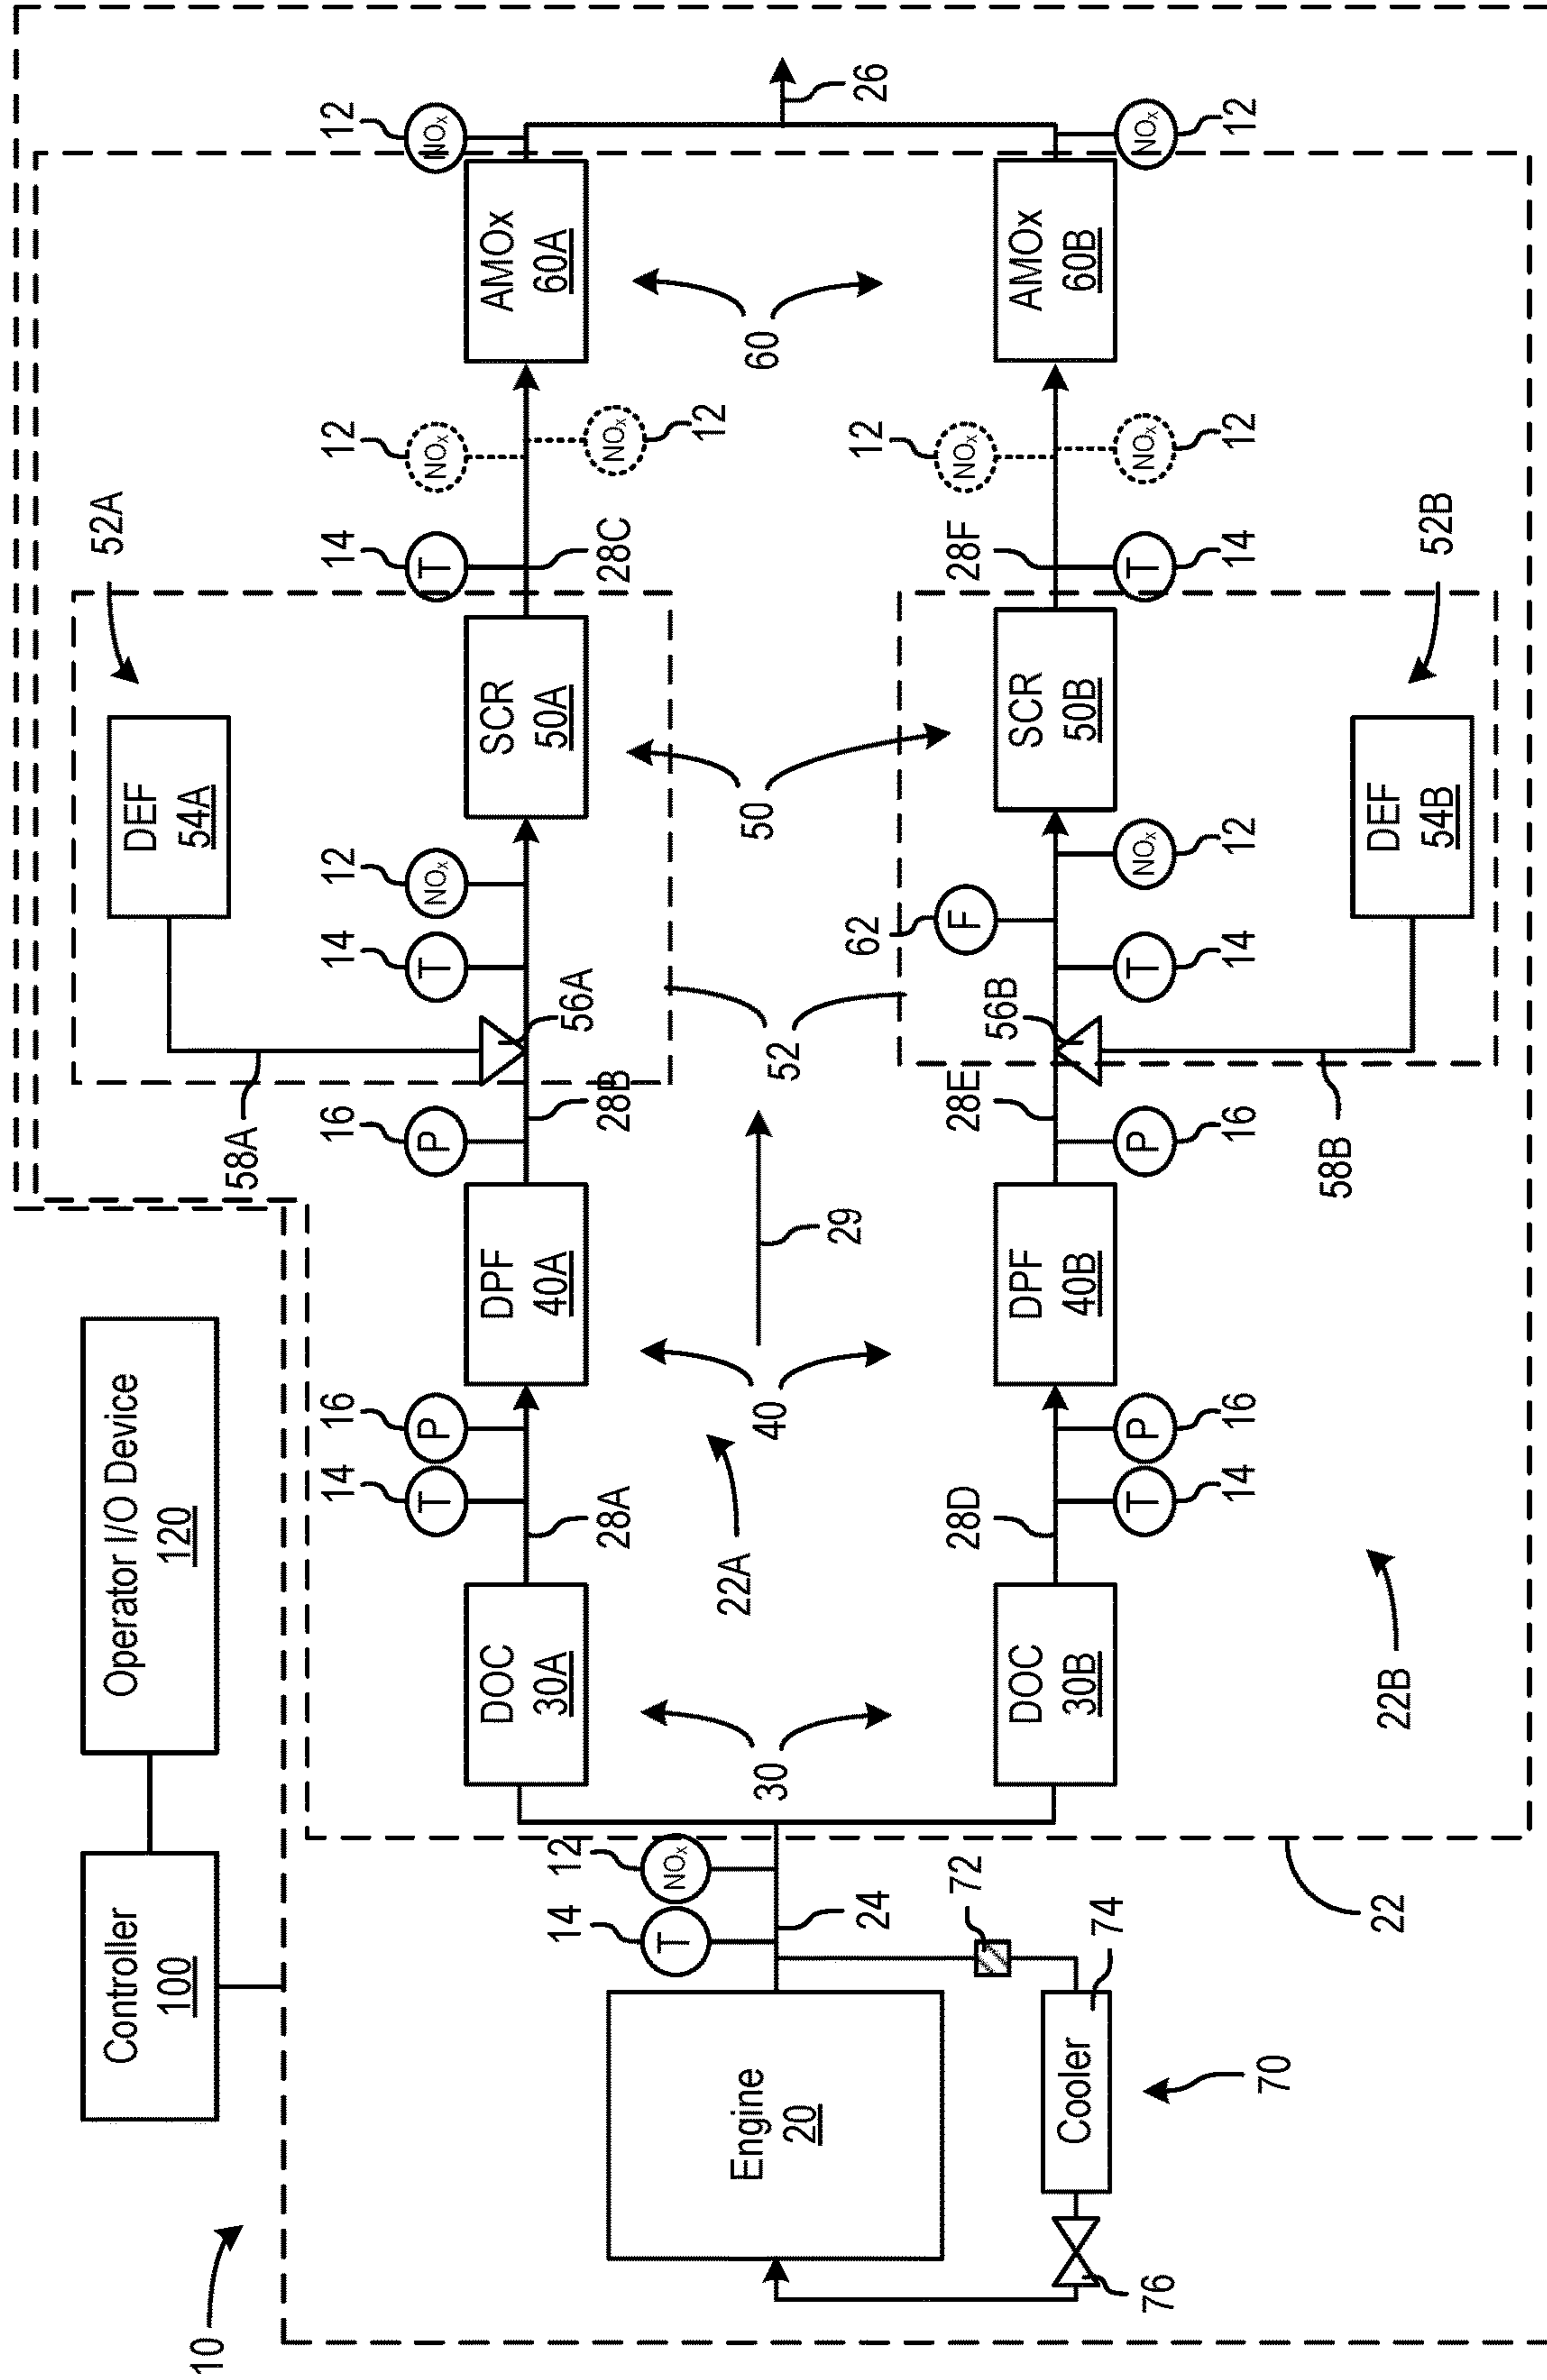 Controller
100
Operator I/O Device
120
52A
DEF
54A
10
58A
14
16
16
14
12
14
12
12
T
P
P
T
NOx
T
NOx
NOx
DOC
30A
DPF
40A
SCR
50A
AMOx
60A
14
12
56A
28A
28B
28C
NOx
T
NOx
12
22A
Engine
20
30
40
52
50
60
29
24
62
12
12
26
72
28D
28E
56B
F
28F
NOx
DOC
30B
DPF
40B
SCR
50B
AMOx
60B
Cooler
74
76
T
P
P
T
NOx
T
NOx
NOx
14
16
16
14
12
14
12
12
70
58B
DEF
54B
22
22B
52B